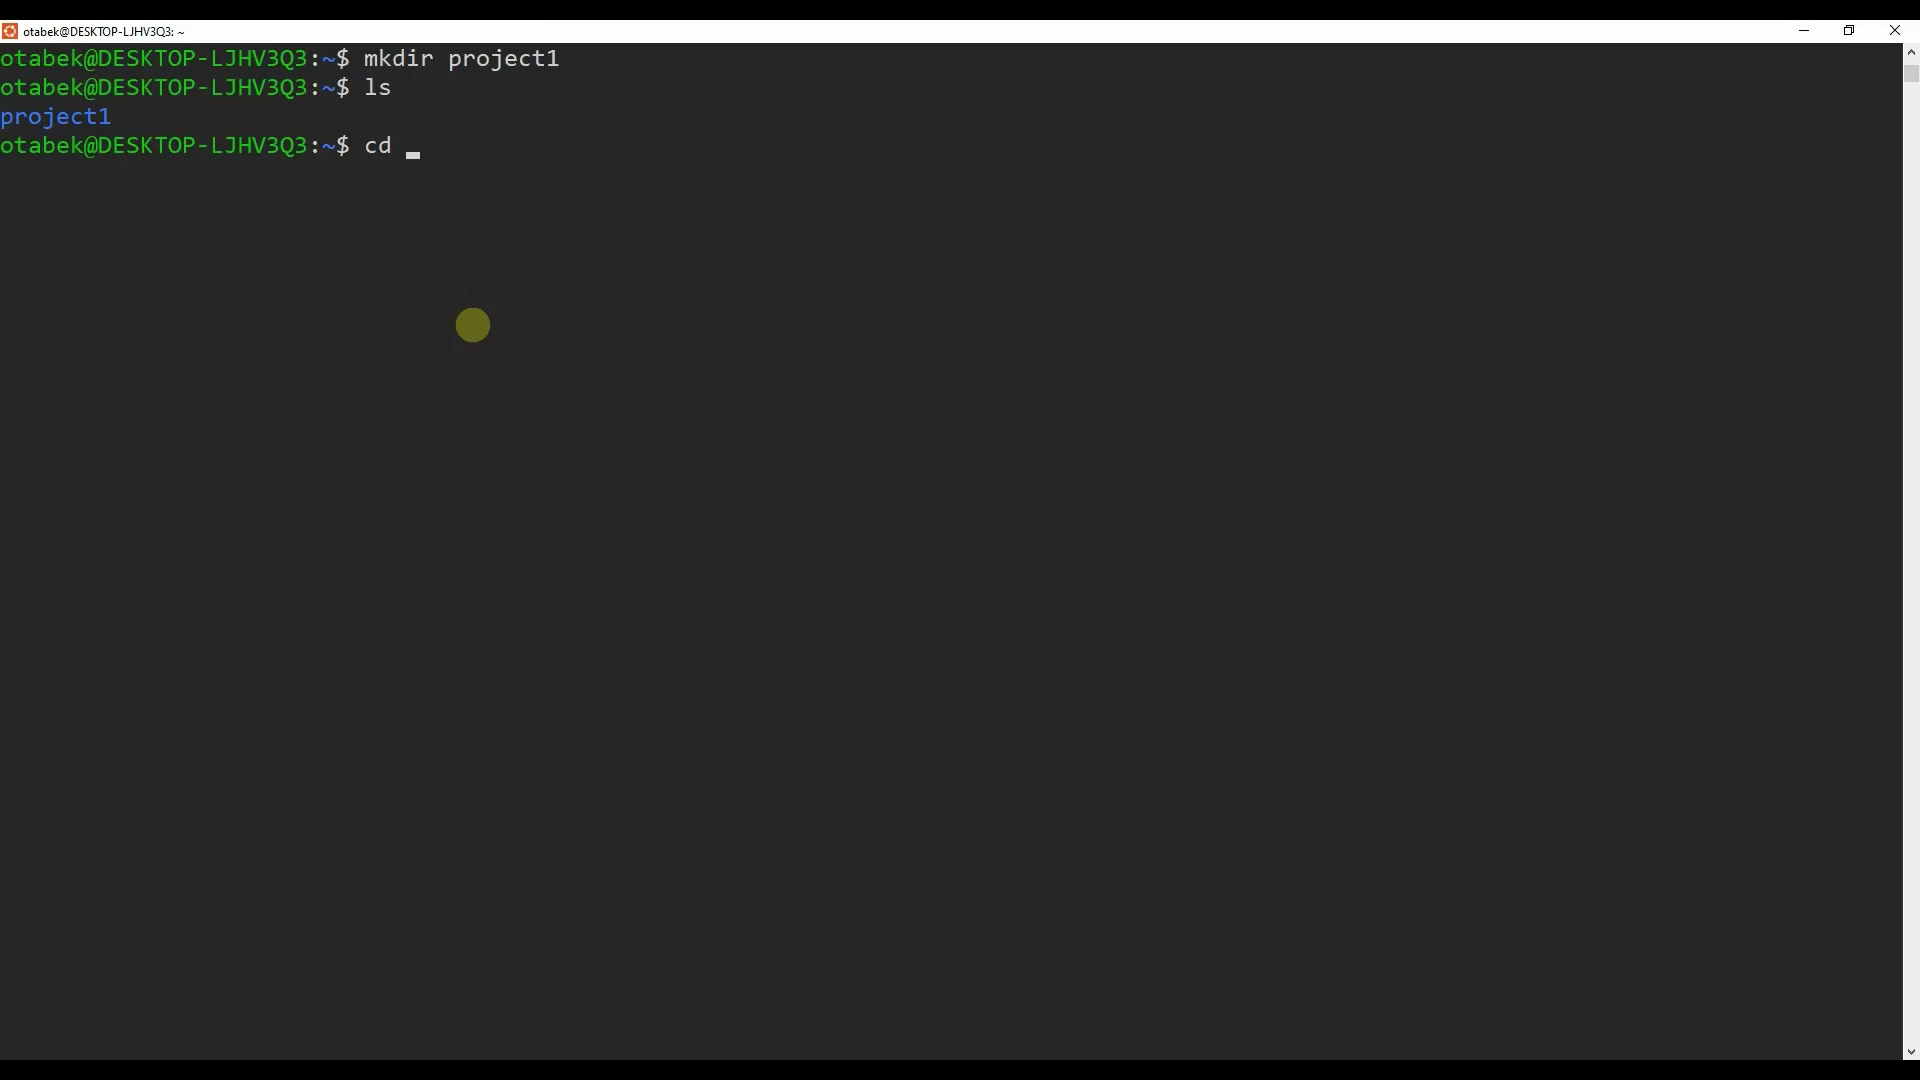 otabek@DESKTOP-LJHV3Q3: ~
otabek@DESKTOP-LJHV3Q3:~$ mkdir project1
otabek@DESKTOP-LJHV3Q3:~$ ls
project1
otabek@DESKTOP-LJHV3Q3:~$ cd